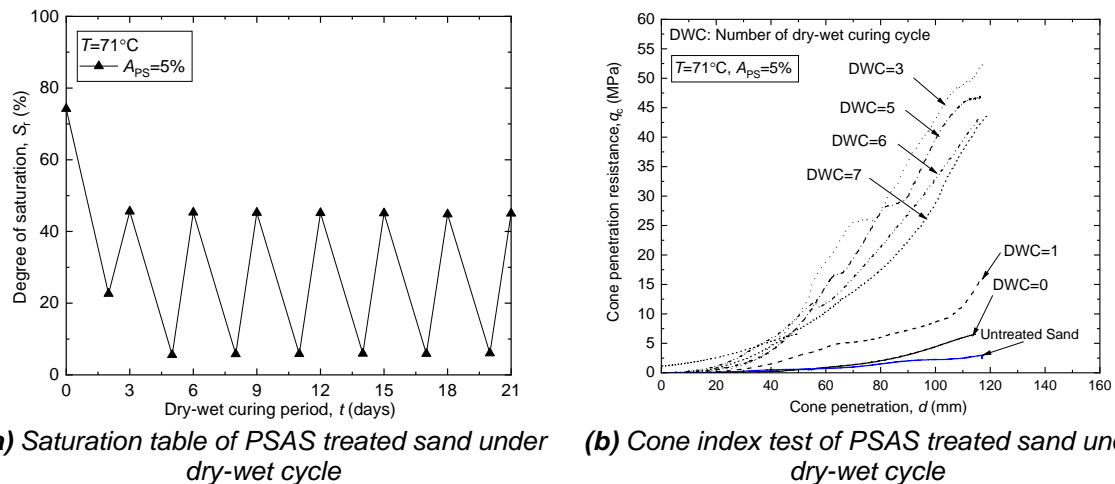 100
80
60
40
20
0
Degree of saturation, Sr (%)
T=71°C
APS=5%
0 3 6 9 12 15 18 21
Dry-wet curing period, t (days)
a) Saturation table of PSAS treated sand under
dry-wet cycle
60
55
50
45
40
35
30
25
20
15
10
5
0
Cone penetration resistance,qc (MPa)
DWC: Number of dry-wet curing cycle
T=71°C, APS=5%
DWC=3
DWC=5
DWC=6
DWC=7
DWC=1
DWC=0
Untreated Sand
0 20 40 60 80 100 120 140 160
Cone penetration, d (mm)
(b) Cone index test of PSAS treated sand un
dry-wet cycle